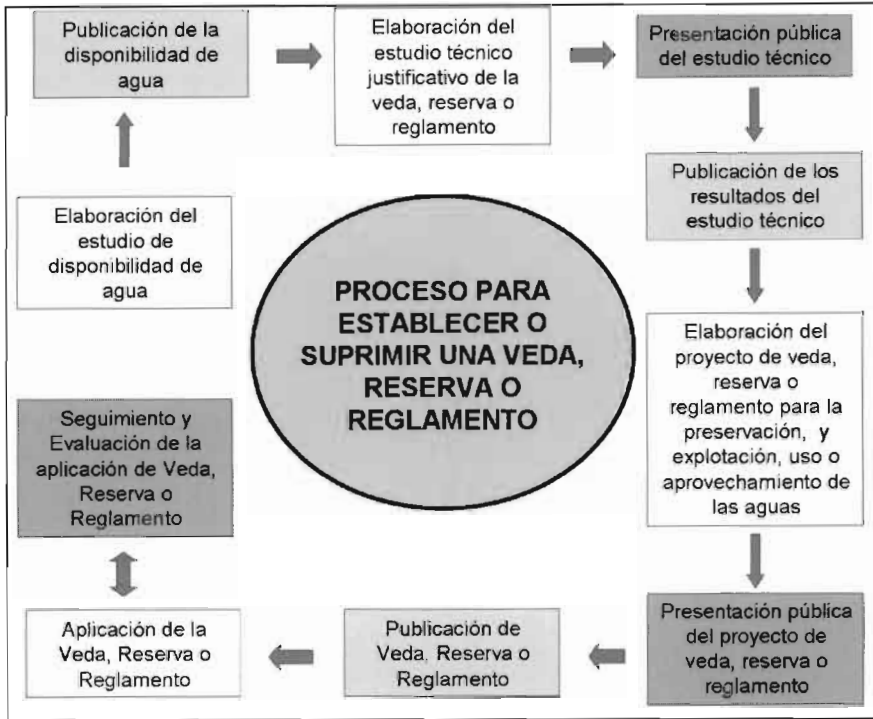 Publicación de la
disponibilidad de
agua
Elaboración del
estudio técnico
justificativo de la
veda, reserva o
reglamento
Presentación pública
del estudio técnico
Publicación de los
resultados del
estudio técnico
Elaboración del
proyecto de veda,
reserva o
reglamento para la
preservación, y
explotación, uso o
aprovechamiento de
las aguas
Presentación pública
del proyecto de
veda, reserva o
reglamento
Publicación de
Veda, Reserva o
Reglamento
Aplicación de la
Veda, Reserva o
Reglamento
Seguimiento y
Evaluación de la
aplicación de Veda,
Reserva o
Reglamento
Elaboración del
estudio de
disponibilidad de
agua
PROCESO PARA
ESTABLECER O
SUPRIMIR UNA VEDA,
RESERVA O
REGLAMENTO